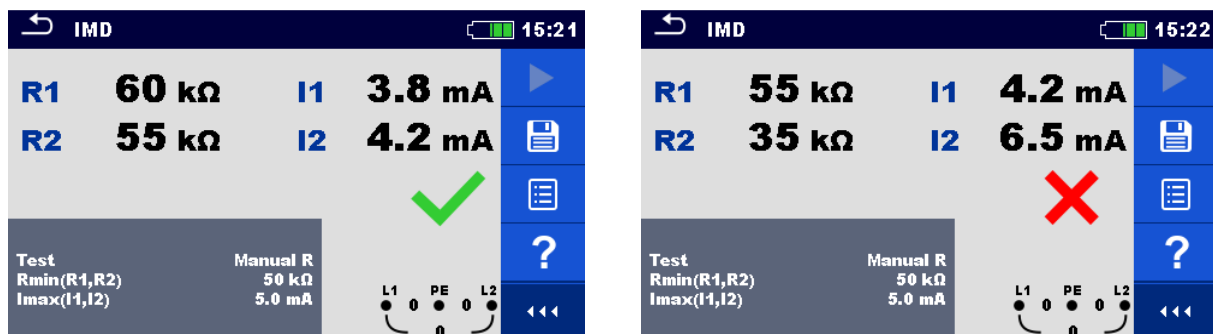 IMD 15:21
R1 60 kΩ I1 3.8 mA
R2 55 kΩ I2 4.2 mA
?
Test Manual R
Rmin(R1,R2) 50 kΩ
Imax(I1,I2) 5.0 mA
L1 PE L2
0 0
0
IMD 15:22
R1 55 kΩ I1 4.2 mA
R2 35 kΩ I2 6.5 mA
?
Test Manual R
Rmin(R1,R2) 50 kΩ
Imax(I1,I2) 5.0 mA
L1 PE L2
0 0
0